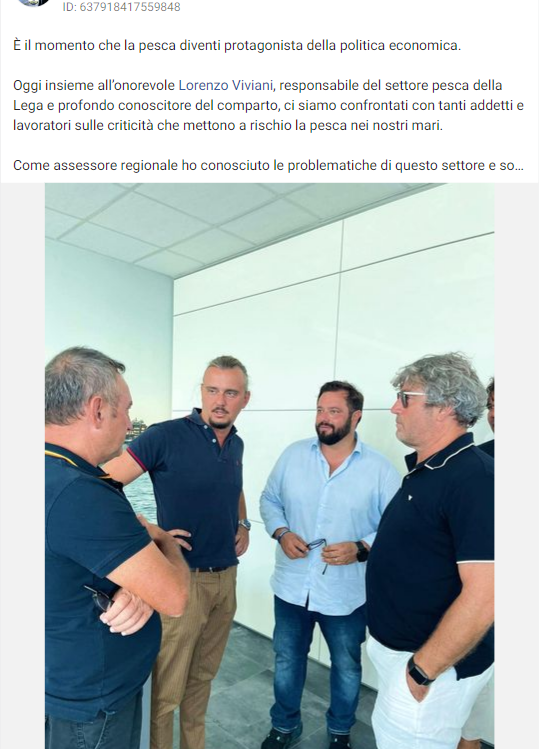 ID: 637918417559848
È il momento che la pesca diventi protagonista della politica economica.
Oggi insieme all'onorevole Lorenzo Viviani, responsabile del settore pesca della
Lega e profondo conoscitore del comparto, ci siamo confrontati con tanti addetti e
lavoratori sulle criticità che mettono a rischio la pesca nei nostri mari.
Come assessore regionale ho conosciuto le problematiche di questo settore e so…